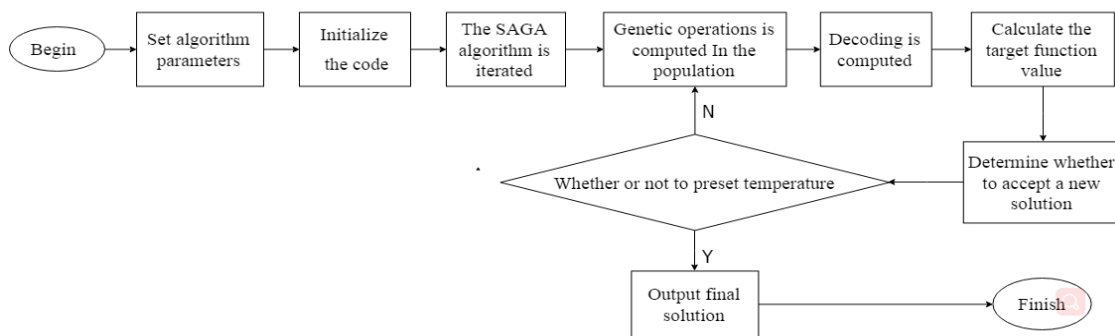 Begin
Set algorithm
parameters
Initialize
the code
The SAGA
algorithm is
iterated
Genetic operations is
computed In the
population
Decoding is
computed
Calculate the
target function
value
N
Determine whether
to accept a new
solution
Whether or not to preset temperature
Y
Output final
solution
Finish